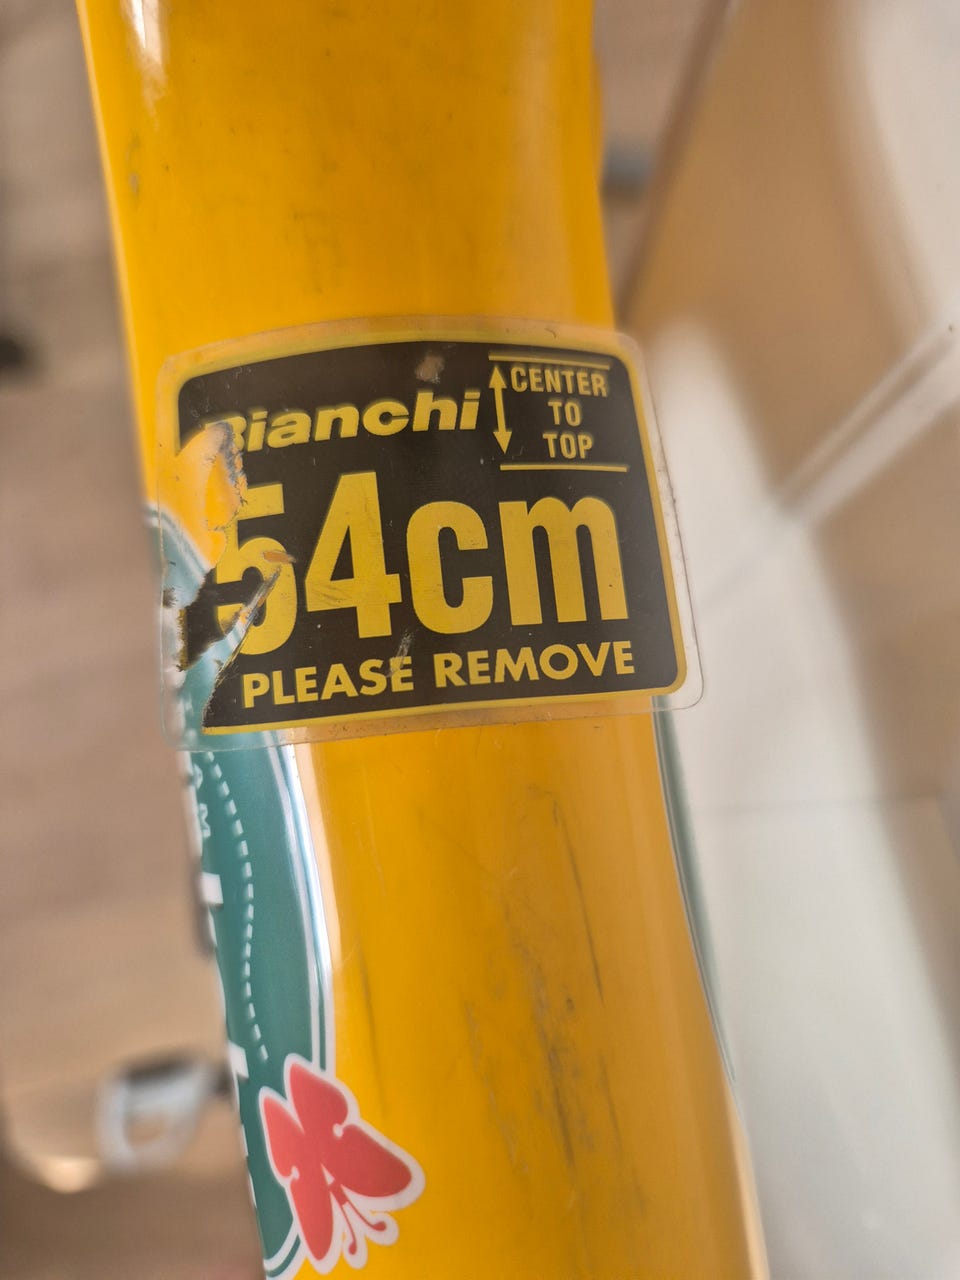 Bianchi
CENTER
TO
TOP
54cm
PLEASE REMOVE